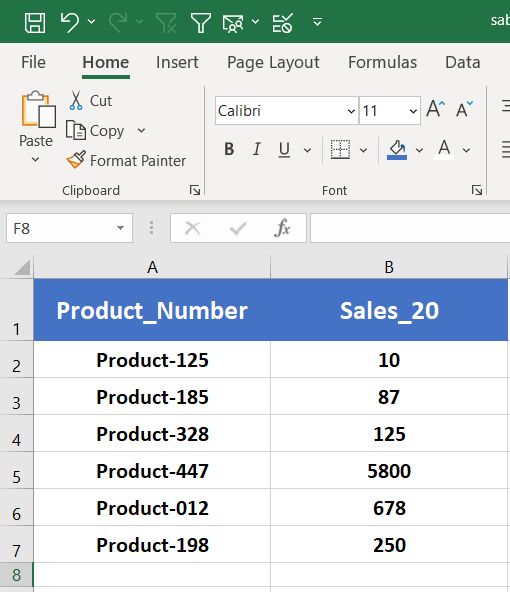 sab
File Home Insert Page Layout Formulas Data
Cut
Copy
Paste
Format Painter
Clipboard
Calibri 11 A A
B I U A
Font
F8 fx
A B
1 Product_Number Sales_20
2 Product-125 10
3 Product-185 87
4 Product-328 125
5 Product-447 5800
6 Product-012 678
7 Product-198 250
8